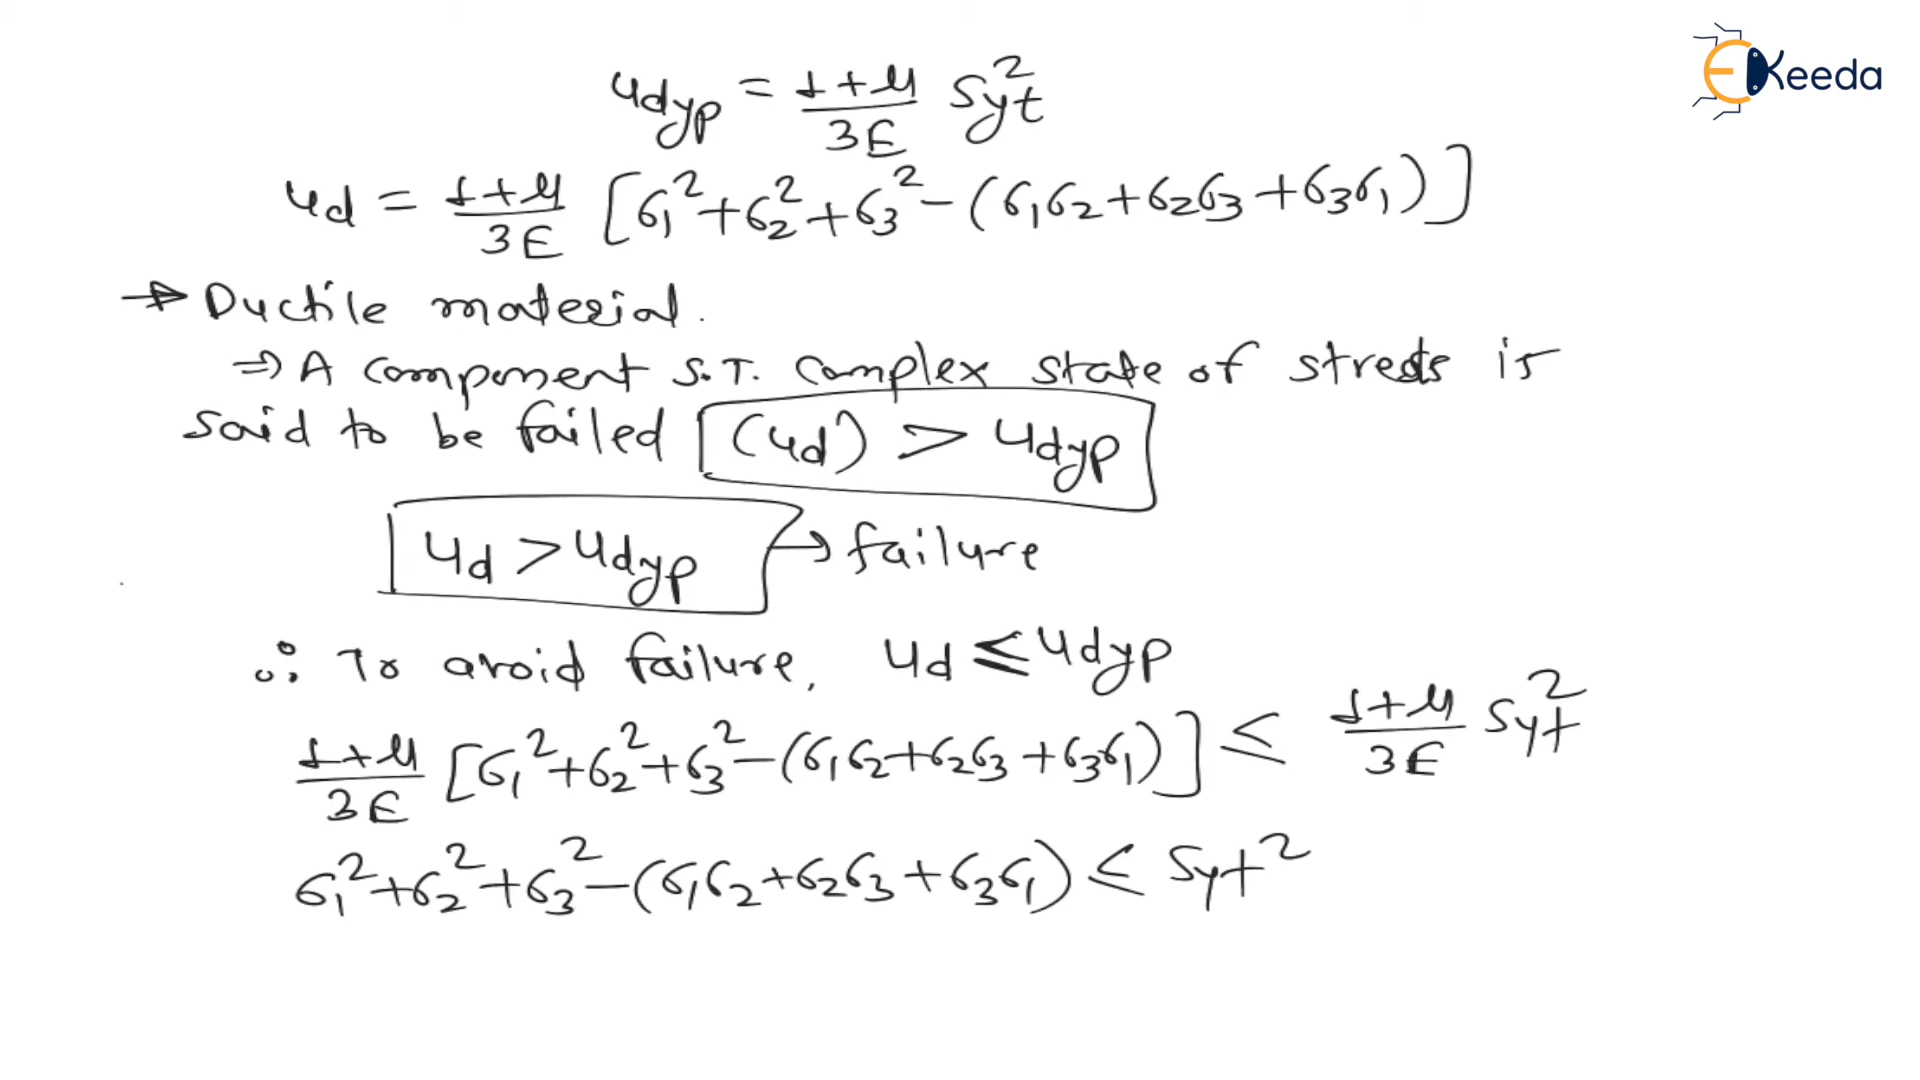 EKeeda
udyp = (1+μ)/3E Syt²
ud = (1+μ)/3E [σ₁²+σ₂²+σ₃²-(σ₁σ₂+σ₂σ₃+σ₃σ₁)]
→ Ductile material.
⇒ A component S.T. complex state of stress is
said to be failed (ud) > udyp
ud > udyp → failure
∴ To avoid failure, ud ≤ udyp
(1+μ)/3E [σ₁²+σ₂²+σ₃²-(σ₁σ₂+σ₂σ₃+σ₃σ₁)] ≤ (1+μ)/3E Syt²
σ₁²+σ₂²+σ₃²-(σ₁σ₂+σ₂σ₃+σ₃σ₁) ≤ Syt²